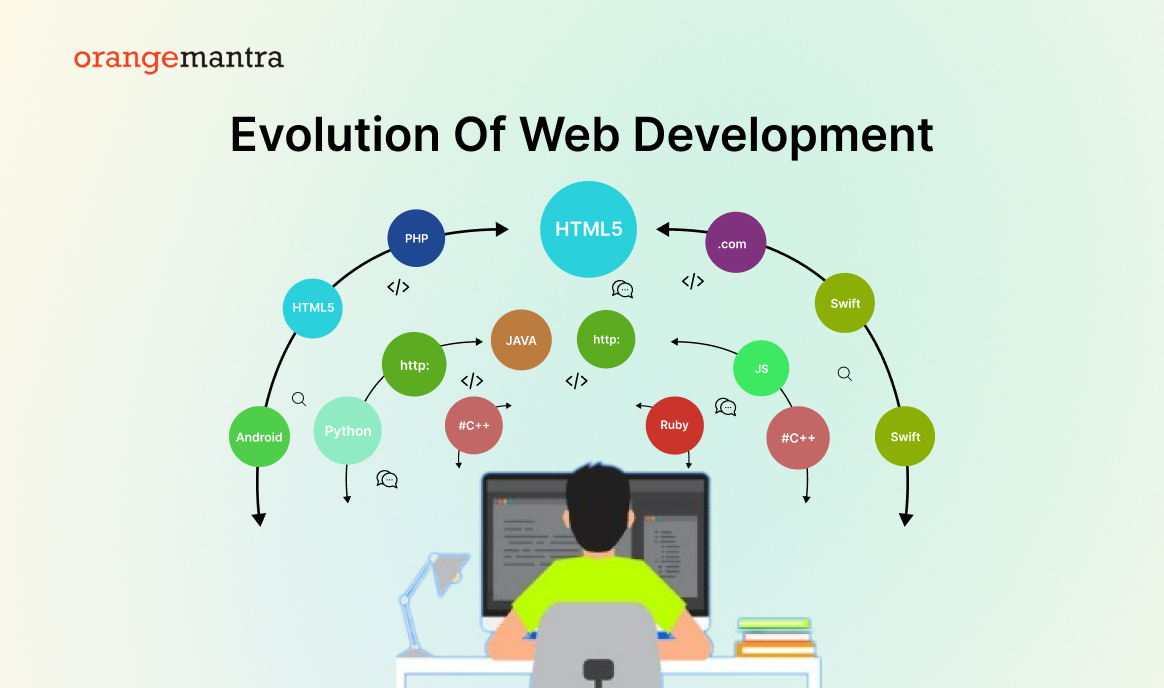 orangemantra
Evolution Of Web Development
HTML5
PHP
.com
HTML5
Swift
JAVA
http:
http:
JS
Android
Python
#C++
Ruby
#C++
Swift